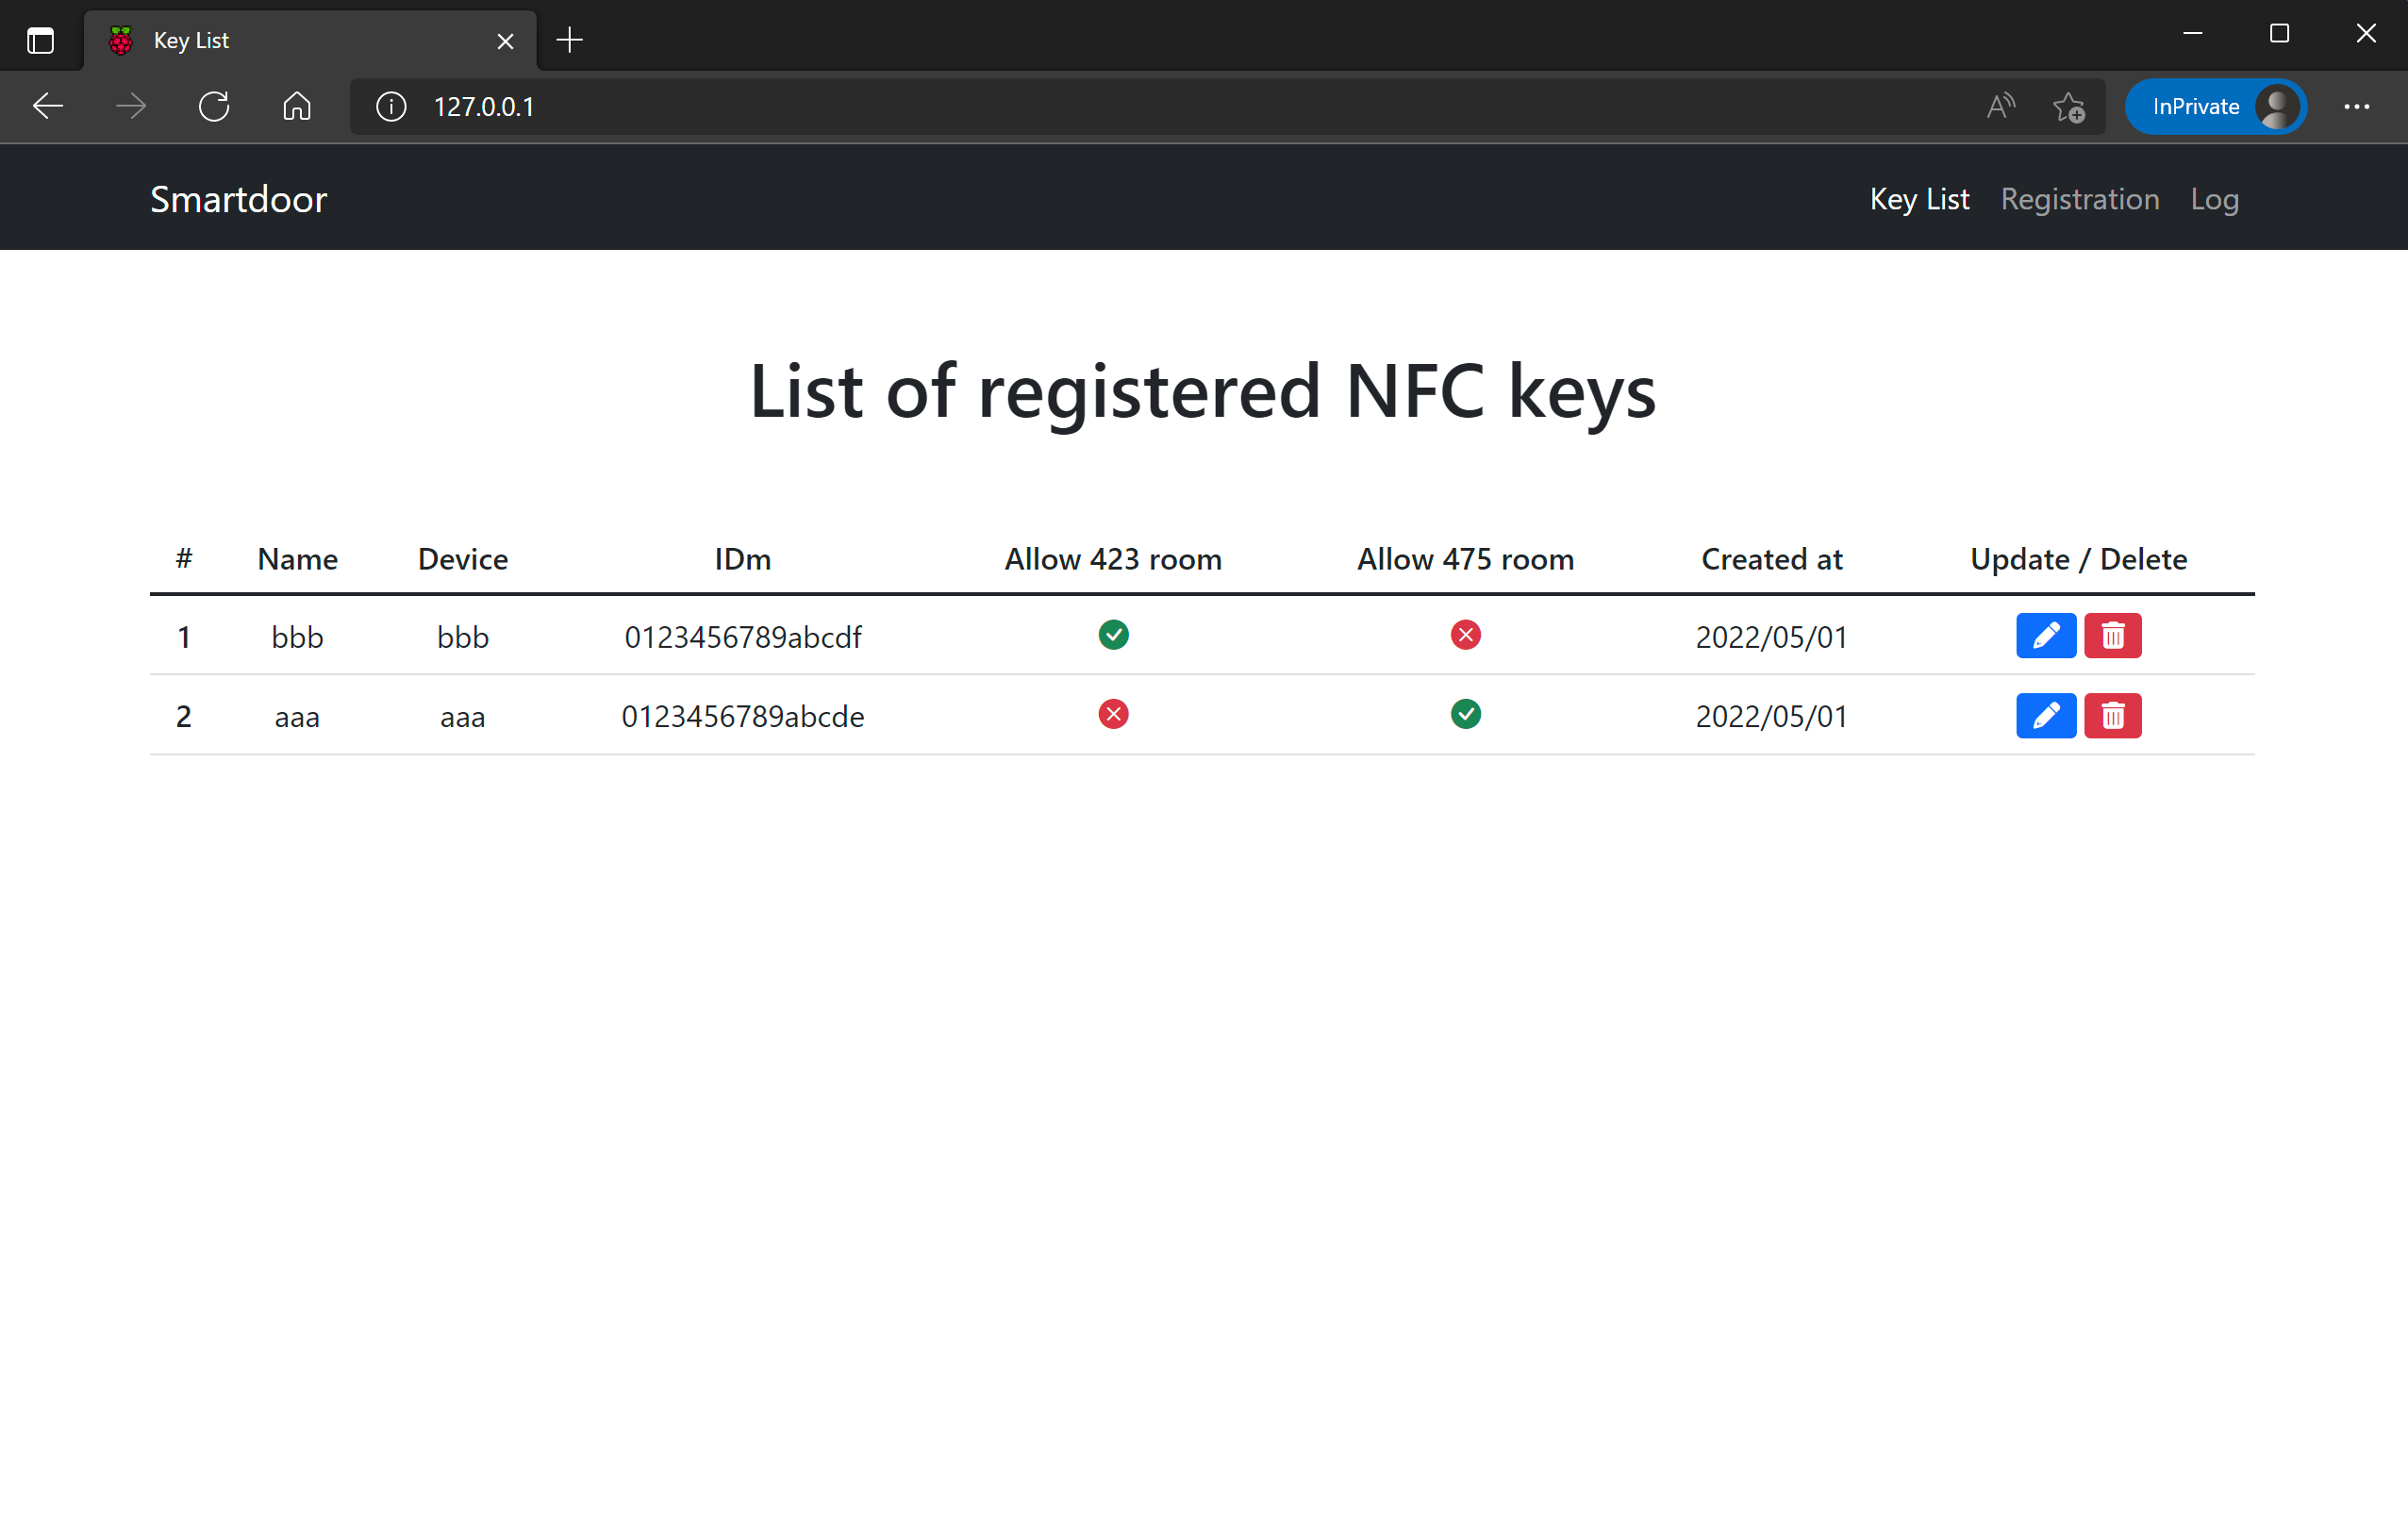 Key List
127.0.0.1
InPrivate
Smartdoor Key List Registration Log
List of registered NFC keys
# Name Device IDm Allow 423 room Allow 475 room Created at Update / Delete
1 bbb bbb 0123456789abcdf 2022/05/01
2 aaa aaa 0123456789abcde 2022/05/01